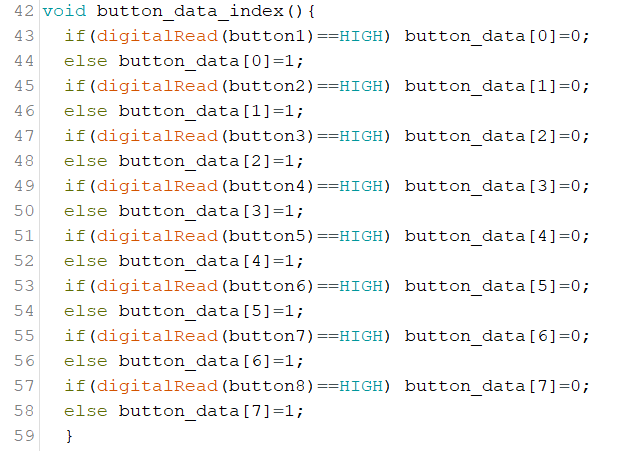 42 void button_data_index(){
43 if(digitalRead(button1)==HIGH) button_data[0]=0;
44 else button_data[0]=1;
45 if(digitalRead(button2)==HIGH) button_data[1]=0;
46 else button_data[1]=1;
47 if(digitalRead(button3)==HIGH) button_data[2]=0;
48 else button_data[2]=1;
49 if(digitalRead(button4)==HIGH) button_data[3]=0;
50 else button_data[3]=1;
51 if(digitalRead(button5)==HIGH) button_data[4]=0;
52 else button_data[4]=1;
53 if(digitalRead(button6)==HIGH) button_data[5]=0;
54 else button_data[5]=1;
55 if(digitalRead(button7)==HIGH) button_data[6]=0;
56 else button_data[6]=1;
57 if(digitalRead(button8)==HIGH) button_data[7]=0;
58 else button_data[7]=1;
59 }